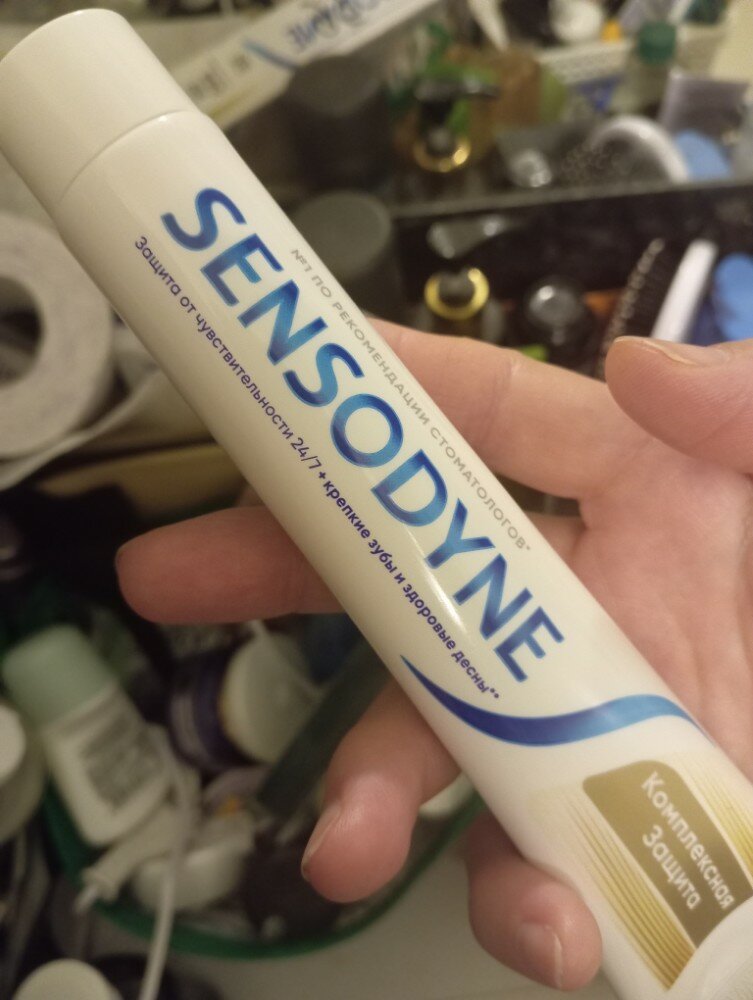 №1 ПО РЕКОМЕНДАЦИИ СТОМАТОЛОГОВ*
SENSODYNE
Защита от чувствительности 24/7 + крепкие зубы и здоровые десны**
Комплексная
Защита